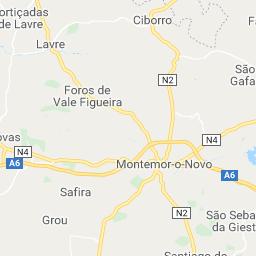 ortiçadas
de Lavre
Ciborro
Lavre
N2
São
Gafa
Foros de
Vale Figueira
N4
ovas
N4
A6
Montemor-o-Novo
A6
Safira
Grou
N2
São Seba
da Giest
Santiago do